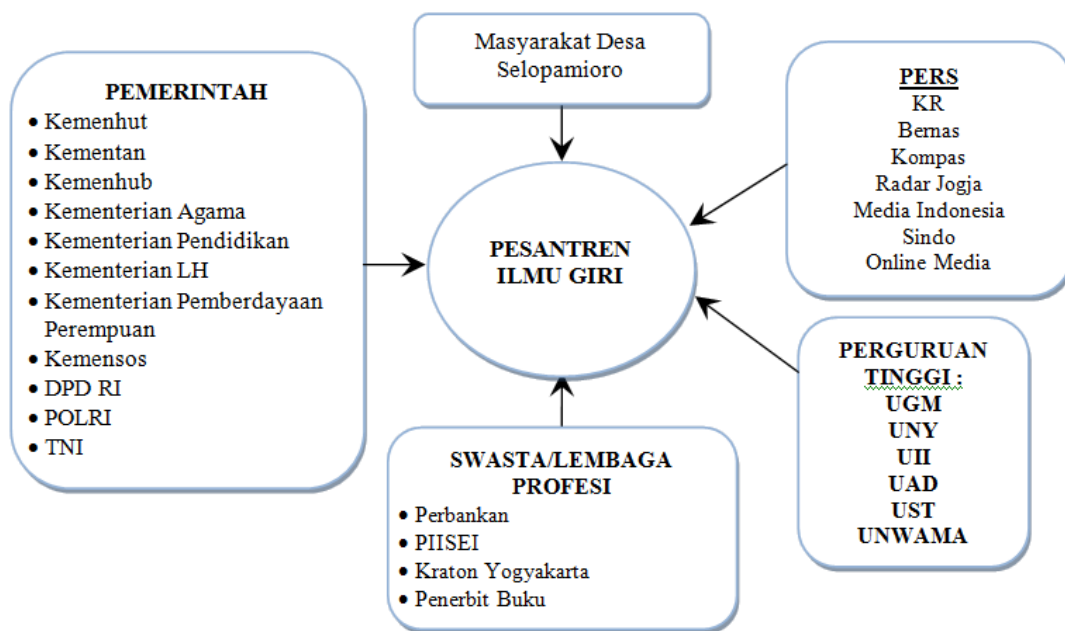 Masyarakat Desa
Selopamioro
PEMERINTAH
• Kemenhut
• Kementan
• Kemenhub
• Kementerian Agama
• Kementerian Pendidikan
• Kementerian LH
• Kementerian Pemberdayaan
Perempuan
• Kemensos
• DPD RI
• POLRI
• TNI
PESANTREN
ILMU GIRI
PERS
KR
Bernas
Kompas
Radar Jogja
Media Indonesia
Sindo
Online Media
PERGURUAN
TINGGI :
UGM
UNY
UII
UAD
UST
UNWAMA
SWASTA/LEMBAGA
PROFESI
• Perbankan
• PIISEI
• Kraton Yogyakarta
• Penerbit Buku